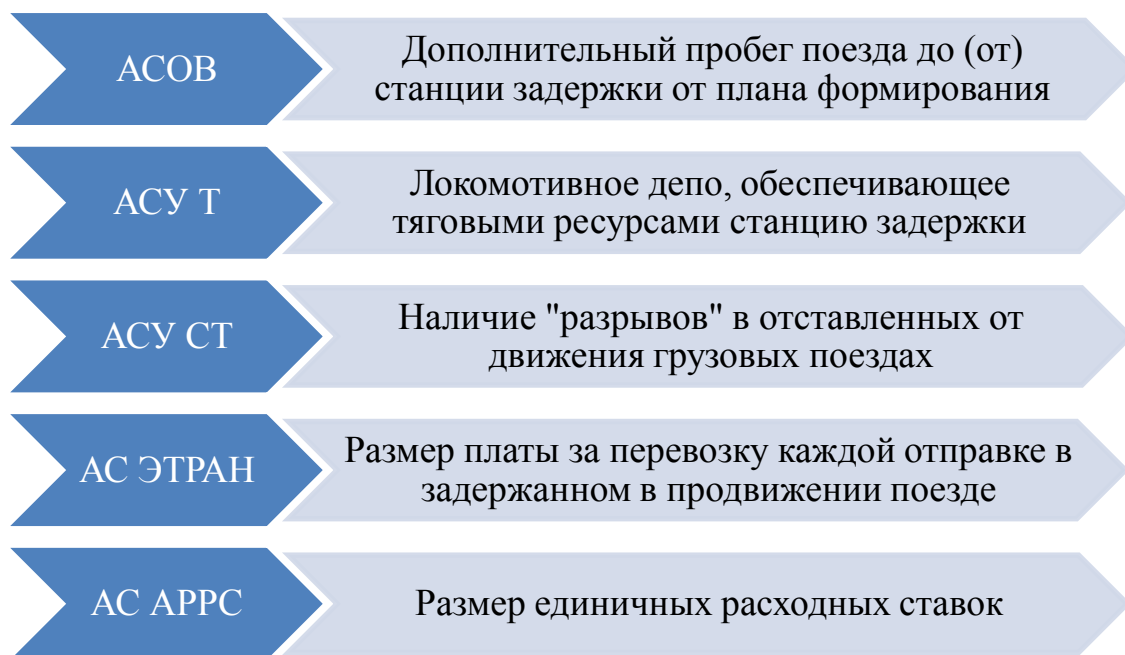 АСОВ
Дополнительный пробег поезда до (от)
станции задержки от плана формирования
АСУ Т
Локомотивное депо, обеспечивающее
тяговыми ресурсами станцию задержки
АСУ СТ
Наличие "разрывов" в отставленных от
движения грузовых поездах
АС ЭТРАН
Размер платы за перевозку каждой отправке в
задержанном в продвижении поезде
АС АРРС
Размер единичных расходных ставок